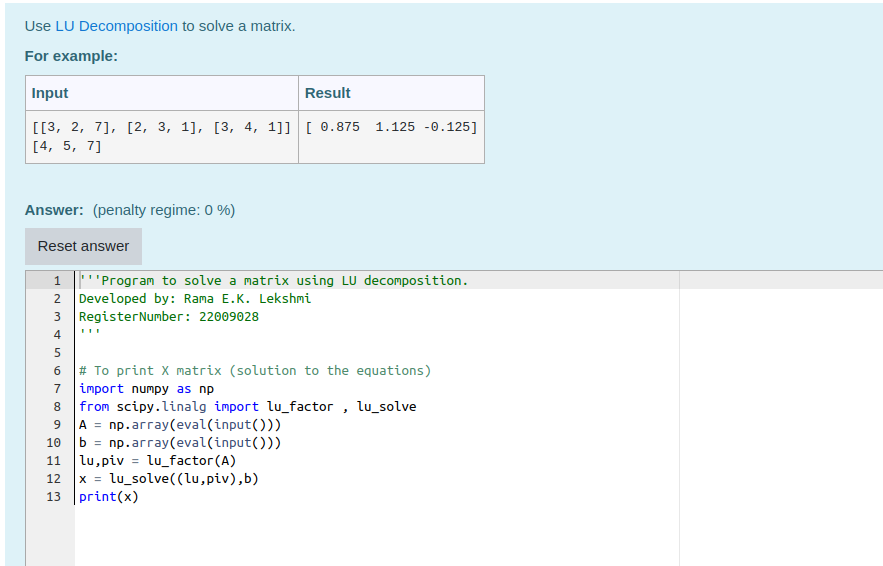 Use LU Decomposition to solve a matrix.
For example:
Input Result
[[3, 2, 7], [2, 3, 1], [3, 4, 1]] [ 0.875  1.125 -0.125]
[4, 5, 7]
Answer: (penalty regime: 0 %)
Reset answer
1 '''Program to solve a matrix using LU decomposition.
2 Developed by: Rama E.K. Lekshmi
3 RegisterNumber: 22009028
4 '''
5
6 # To print X matrix (solution to the equations)
7 import numpy as np
8 from scipy.linalg import lu_factor , lu_solve
9 A = np.array(eval(input()))
10 b = np.array(eval(input()))
11 lu,piv = lu_factor(A)
12 x = lu_solve((lu,piv),b)
13 print(x)